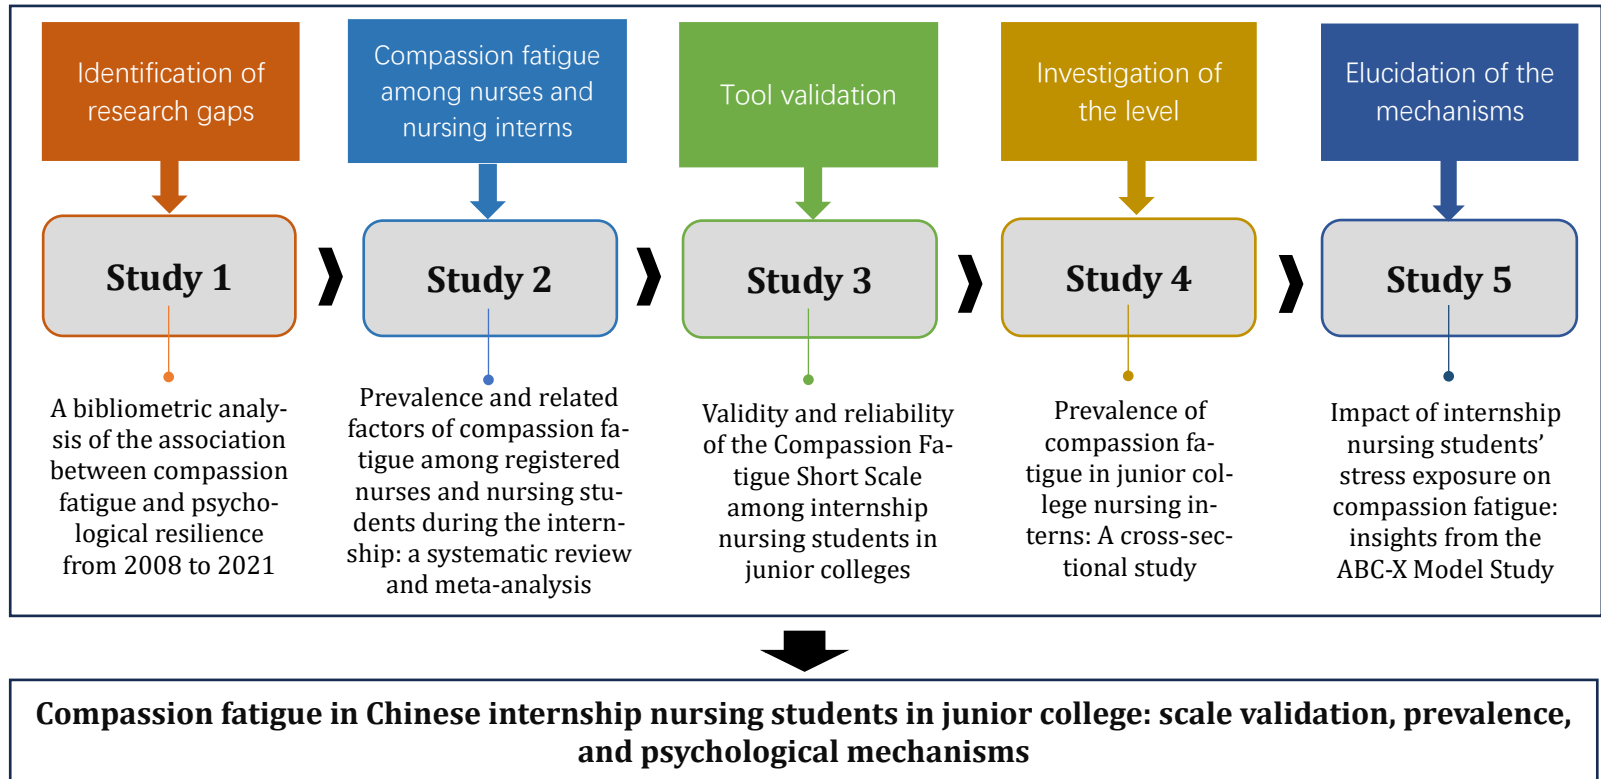 Identification of
research gaps
Compassion fatigue
among nurses and
nursing interns
Tool validation
Investigation of
the level
Elucidation of the
mechanisms
Study 1
Study 2
Study 3
Study 4
Study 5
A bibliometric analy-
sis of the association
between compassion
fatigue and psycho-
logical resilience
from 2008 to 2021
Prevalence and related
factors of compassion fa-
tigue among registered
nurses and nursing stu-
dents during the intern-
ship: a systematic review
and meta-analysis
Validity and reliability
of the Compassion Fa-
tigue Short Scale
among internship
nursing students in
junior colleges
Prevalence of
compassion fa-
tigue in junior col-
lege nursing in-
terns: A cross-sec-
tional study
Impact of internship
nursing students’
stress exposure on
compassion fatigue:
insights from the
ABC-X Model Study
Compassion fatigue in Chinese internship nursing students in junior college: scale validation, prevalence,
and psychological mechanisms